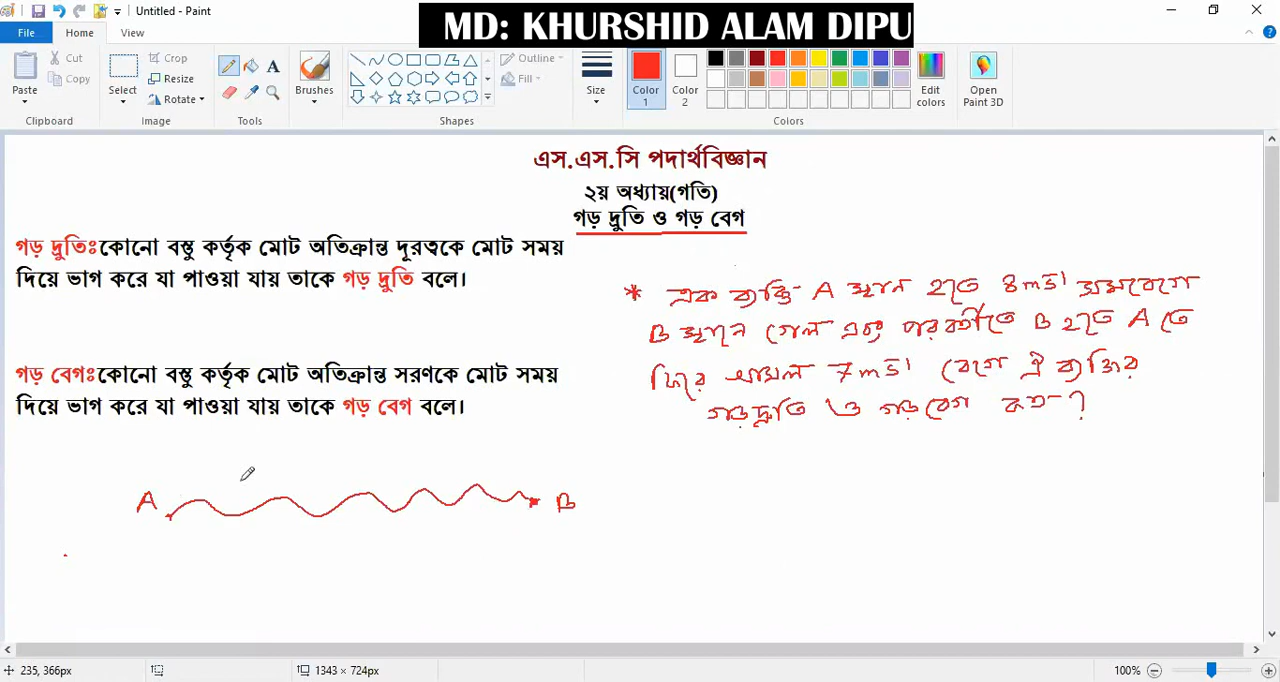 Untitled - Paint
MD: KHURSHID ALAM DIPU
File
Home
View
Paste
Cut
Copy
Clipboard
Select
Crop
Resize
Rotate
Image
A
Tools
Brushes
Outline
Fill
Shapes
Size
Color 1
Color 2
Edit colors
Colors
Open Paint 3D
এস.এস.সি পদার্থবিজ্ঞান
২য় অধ্যায়(গতি)
গড় দ্রুতি ও গড় বেগ
গড় দ্রুতিঃকোনো বস্তু কর্তৃক মোট অতিক্রান্ত দূরত্বকে মোট সময়
দিয়ে ভাগ করে যা পাওয়া যায় তাকে গড় দ্রুতি বলে।
গড় বেগঃকোনো বস্তু কর্তৃক মোট অতিক্রান্ত সরণকে মোট সময়
দিয়ে ভাগ করে যা পাওয়া যায় তাকে গড় বেগ বলে।
* এক ব্যক্তি A স্থান হতে 8ms⁻¹ সমবেগে
B স্থানে গেল এবং পরবর্তীতে B হতে A তে
ফিরে আসল 7ms⁻¹ বেগে ঐ ব্যক্তির
গড়দ্রুতি ও গড়বেগ কত?
A B
235, 366px
1343 × 724px
100%